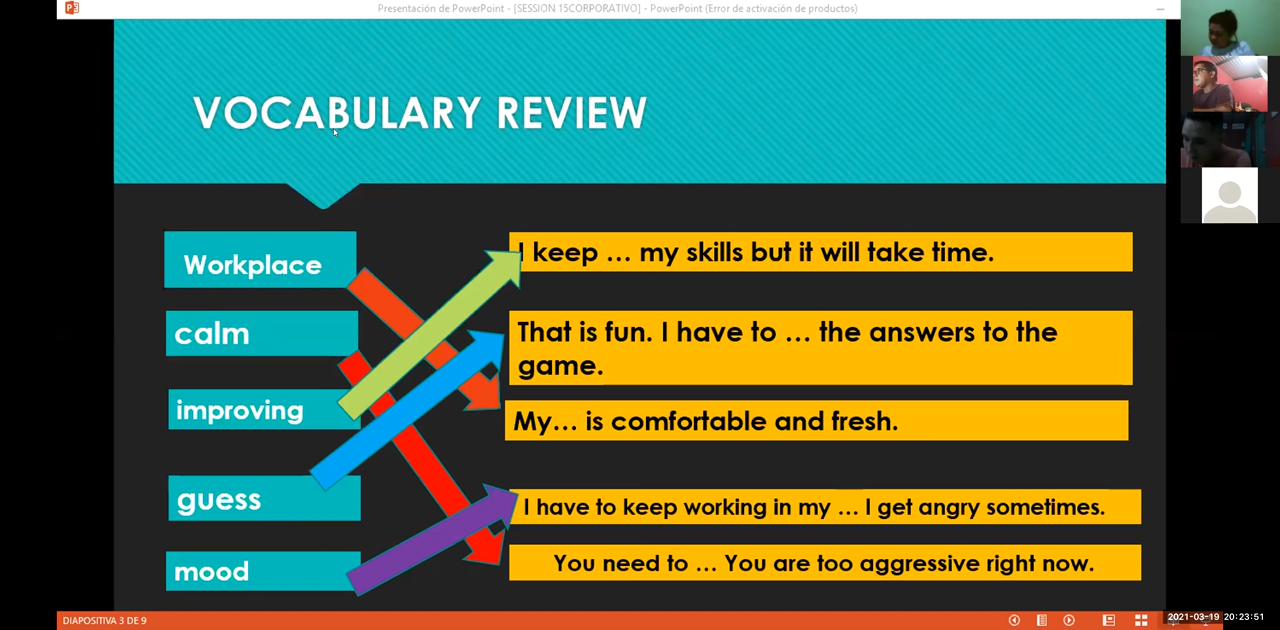 Presentación de PowerPoint - [SESSION 15CORPORATIVO] - PowerPoint (Error de activación de productos)
VOCABULARY REVIEW
Workplace
I keep ... my skills but it will take time.
calm
That is fun. I have to ... the answers to the
game.
improving
My... is comfortable and fresh.
guess
I have to keep working in my ... I get angry sometimes.
mood
You need to ... You are too aggressive right now.
DIAPOSITIVA 3 DE 9
2021-03-19 20:23:51